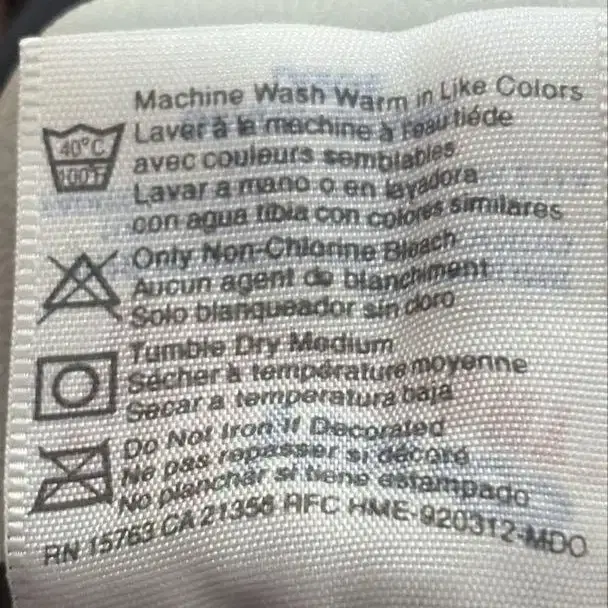 Machine Wash Warm in Like Colors
40°C
Laver à la machine à l'eau tiéde
100°F
avec couleurs semblables
Lavar a mano o en lavadora
con agua tibia con colores similares
Only Non-Chlorine Bleach
Aucun agent de blanchiment
Solo blanqueador sin cloro
Tumble Dry Medium
Sécher à température moyenne
Secar a temperatura baja
Do Not Iron If Decorated
Ne pas repasser si décoré
No planchar si tiene estampado
RN 15763 CA 21356 RFC HME-920312-MDO